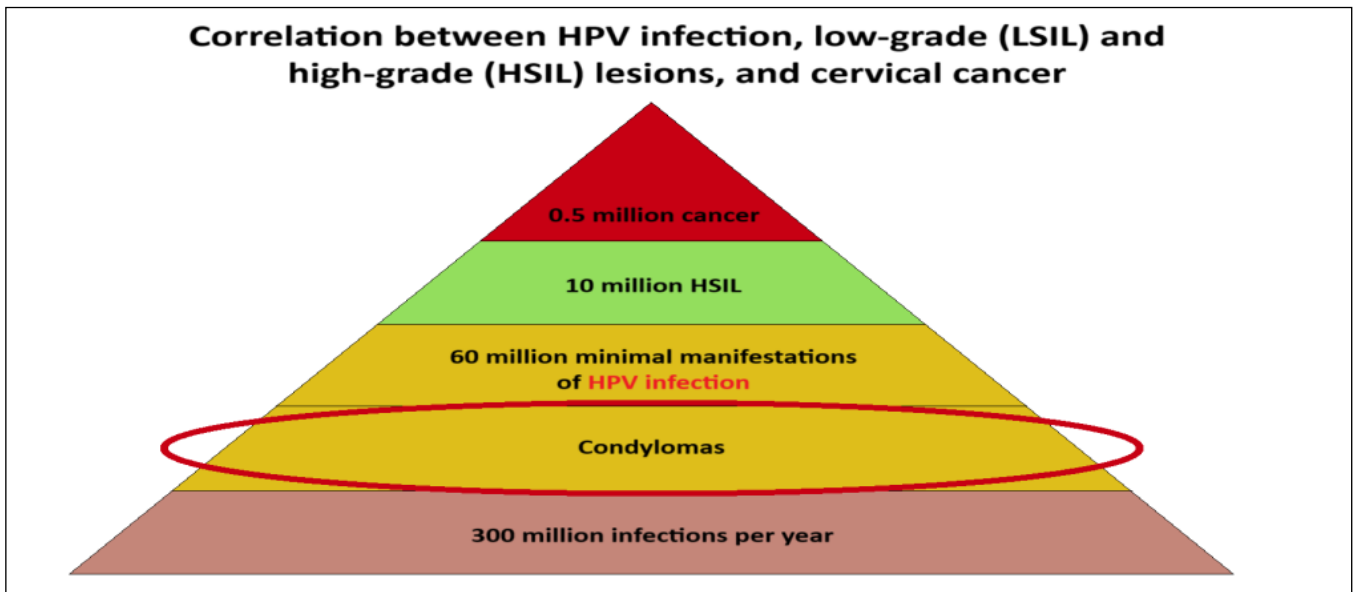 Correlation between HPV infection, low-grade (LSIL) and
high-grade (HSIL) lesions, and cervical cancer
0.5 million cancer
10 million HSIL
60 million minimal manifestations
of HPV infection
Condylomas
300 million infections per year